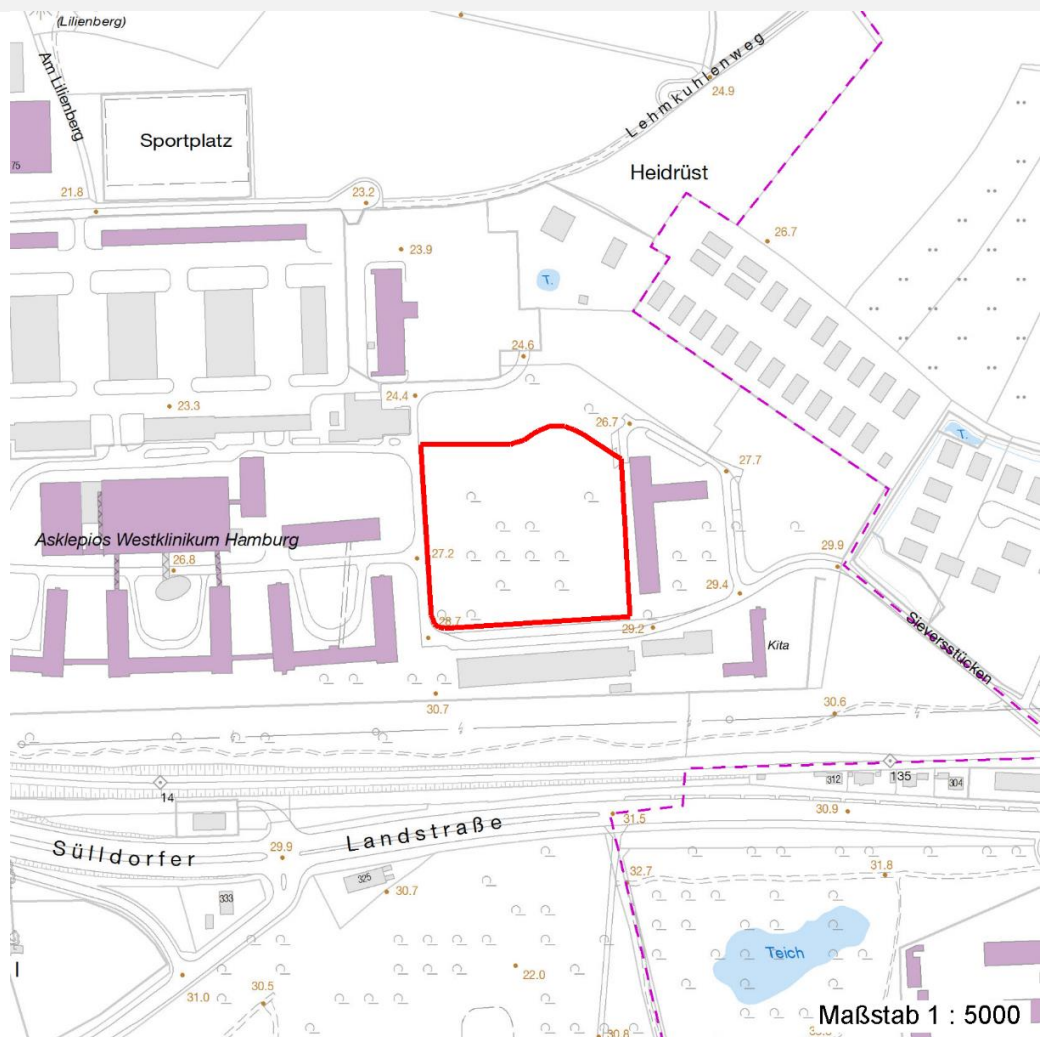 (Lilienberg)
Am Lilienberg
Lehmkuhlenweg
24.9
Sportplatz
75
Heidrüst
21.8
23.2
26.7
23.9
T.
24.6
24.4
23.3
26.7
T.
27.7
Asklepios Westklinikum Hamburg
26.8
27.2
29.9
29.4
28.7
29.2
Kita
Sieversstücken
30.7
30.6
14
135
312
304
31.5
30.9
Sülldorfer
Landstraße
29.9
325
30.7
32.7
31.8
333
Teich
22.0
31.0
30.5
30.8
Maßstab 1 : 5000